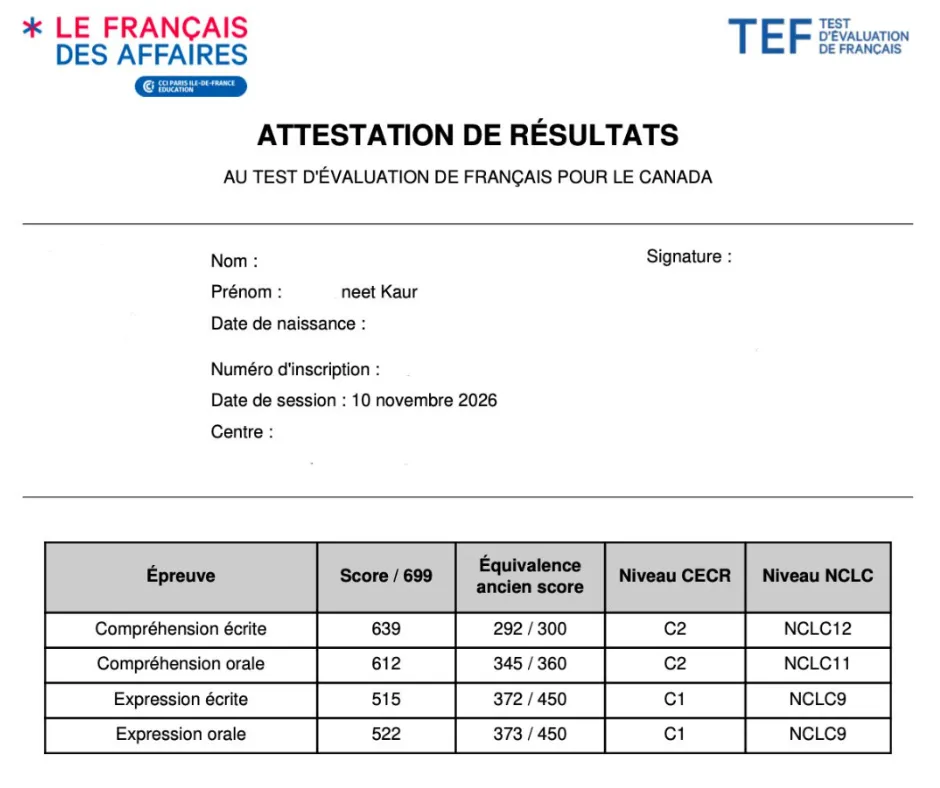 LE FRANÇAIS
DES AFFAIRES
CCI PARIS ILE-DE-FRANCE
EDUCATION
TEF
TEST
D'ÉVALUATION
DE FRANÇAIS
ATTESTATION DE RÉSULTATS
AU TEST D'ÉVALUATION DE FRANÇAIS POUR LE CANADA
Nom :
Signature :
Prénom : neet Kaur
Date de naissance :
Numéro d'inscription :
Date de session : 10 novembre 2026
Centre :
Épreuve Score / 699 Équivalence ancien score Niveau CECR Niveau NCLC
Compréhension écrite 639 292 / 300 C2 NCLC12
Compréhension orale 612 345 / 360 C2 NCLC11
Expression écrite 515 372 / 450 C1 NCLC9
Expression orale 522 373 / 450 C1 NCLC9